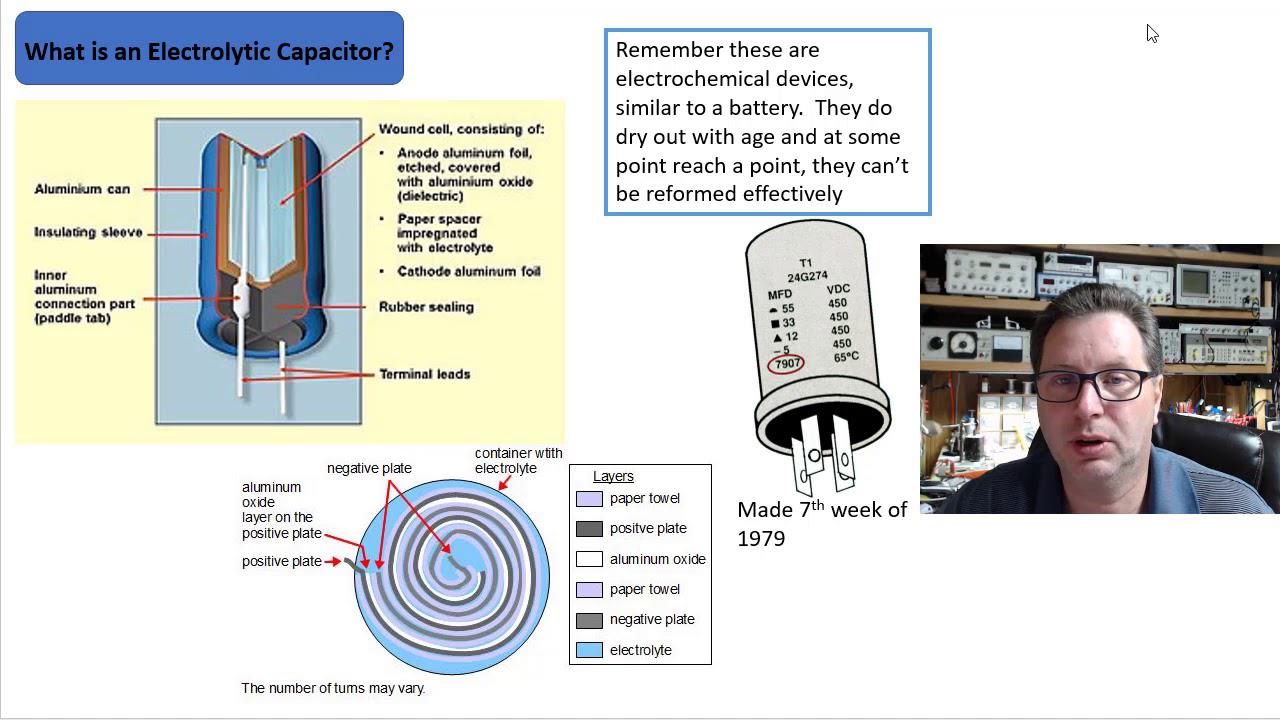 What is an Electrolytic Capacitor?
Remember these are
electrochemical devices,
similar to a battery.  They do
dry out with age and at some
point reach a point, they can’t
be reformed effectively
Aluminium can
Insulating sleeve
Inner
aluminum
connection part
(paddle tab)
Wound cell, consisting of:
• Anode aluminum foil,
etched, covered
with aluminium oxide
(dielectric)
• Paper spacer
impregnated
with electrolyte
• Cathode aluminum foil
Rubber sealing
Terminal leads
T1
24G274
MFD VDC
55 450
33 450
12 450
5 450
7907 65°C
Made 7th week of
1979
negative plate
container wtith
electrolyte
aluminum
oxide
layer on the
positive plate
positive plate
Layers
paper towel
positve plate
aluminum oxide
paper towel
negative plate
electrolyte
The number of turns may vary.